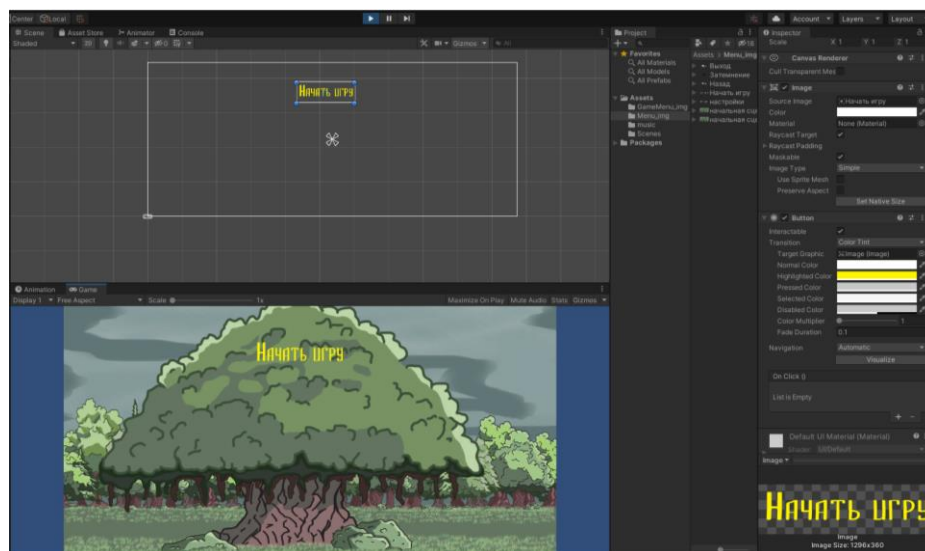 Center Local
Account Layers Layout
Scene Asset Store Animator Console
Shaded 2D Gizmos All
Начать игру
Animation Game
Display 1 Free Aspect Scale 1x Maximize On Play Mute Audio Stats Gizmos
Начать игру
Project
Favorites
All Materials
All Models
All Prefabs
Assets
GameMenu_img
Menu_img
music
Scenes
Packages
Assets > Menu_img
Выход
Затемнение
Назад
Начать игру
настройки
начальная сце
начальная сце
Inspector
Scale X 1 Y 1 Z 1
Canvas Renderer
Cull Transparent Mes
Image
Source Image Начать игру
Color
Material None (Material)
Raycast Target
Raycast Padding
Maskable
Image Type Simple
Use Sprite Mesh
Preserve Aspect
Set Native Size
Button
Interactable
Transition Color Tint
Target Graphic Image (Image)
Normal Color
Highlighted Color
Pressed Color
Selected Color
Disabled Color
Color Multiplier 1
Fade Duration 0.1
Navigation Automatic
Visualize
On Click ()
List is Empty
Default UI Material (Material)
Shader UI/Default
Image
Начать игру
Image
Image Size: 1296x360